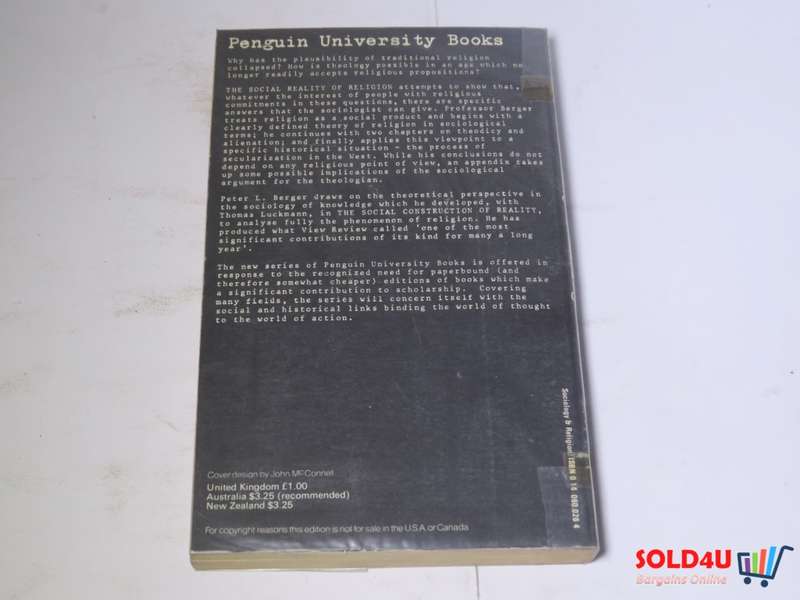 Penguin University Books
Why has the plausibility of traditional religion
collapsed? How is theology possible in an age which no
longer readily accepts religious propositions?
THE SOCIAL REALITY OF RELIGION attempts to show that,
whatever the interest of people with religious
commitments in these questions, there are specific
answers that the sociologist can give. Professor Berger
treats religion as a social product and begins with a
clearly defined theory of religion in sociological
terms; he continues with two chapters on theodicy and
alienation; and finally applies this viewpoint to a
specific historical situation - the process of
secularisation in the West. While his conclusions do not
depend on any religious point of view, an appendix takes
up some possible implications of the sociological
argument for the theologian.
Peter L. Berger draws on the theoretical perspective in
the sociology of knowledge which he developed, with
Thomas Luckmann, in THE SOCIAL CONSTRUCTION OF REALITY,
to analyse fully the phenomenon of religion. He has
produced what View Review called 'one of the most
significant contributions of its kind for many a long
year'.
The new series of Penguin University Books is offered in
response to the recognized need for paperbound (and
therefore somewhat cheaper) editions of books which make
a significant contribution to scholarship. Covering
many fields, the series will concern itself with the
social and historical links binding the world of thought
to the world of action.
Sociology & Religion ISBN 0 14 080.020 4
Cover design by John McConnell
United Kingdom £1.00
Australia $3.25 (recommended)
New Zealand $3.25
For copyright reasons this edition is not for sale in the U.S.A. or Canada
SOLD4U
Bargains Online